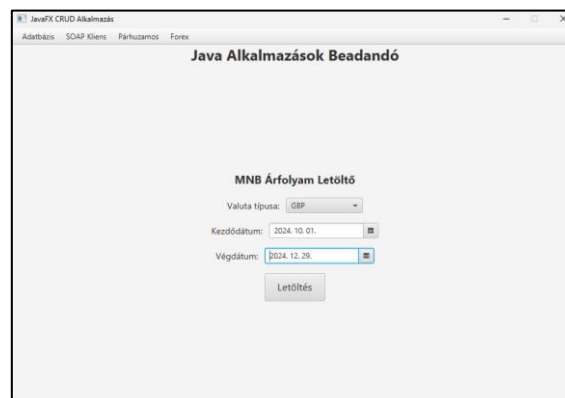 JavaFX CRUD Alkalmazás
Adatbázis SOAP Kliens Párhuzamos Forex
Java Alkalmazások Beadandó
MNB Árfolyam Letöltő
Valuta típusa: GBP
Kezdődátum: 2024. 10. 01.
Végdátum: 2024. 12. 29.
Letöltés